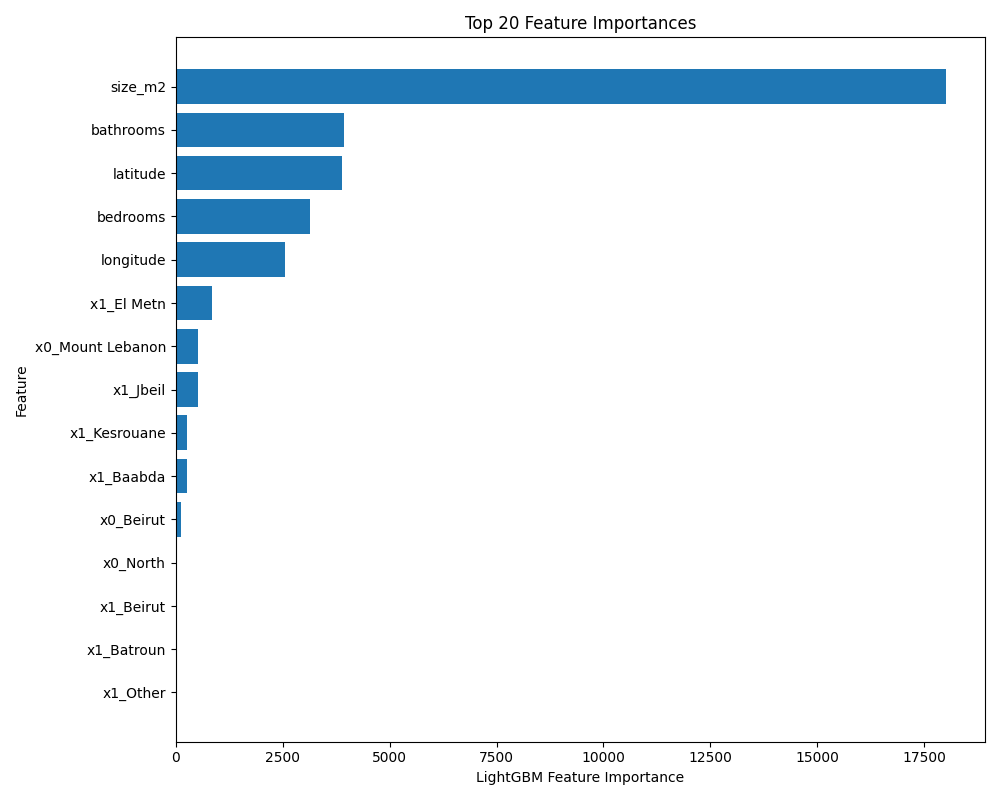 Top 20 Feature Importances
Feature
size_m2
bathrooms
latitude
bedrooms
longitude
x1_El Metn
x0_Mount Lebanon
x1_Jbeil
x1_Kesrouane
x1_Baabda
x0_Beirut
x0_North
x1_Beirut
x1_Batroun
x1_Other
0 2500 5000 7500 10000 12500 15000 17500
LightGBM Feature Importance